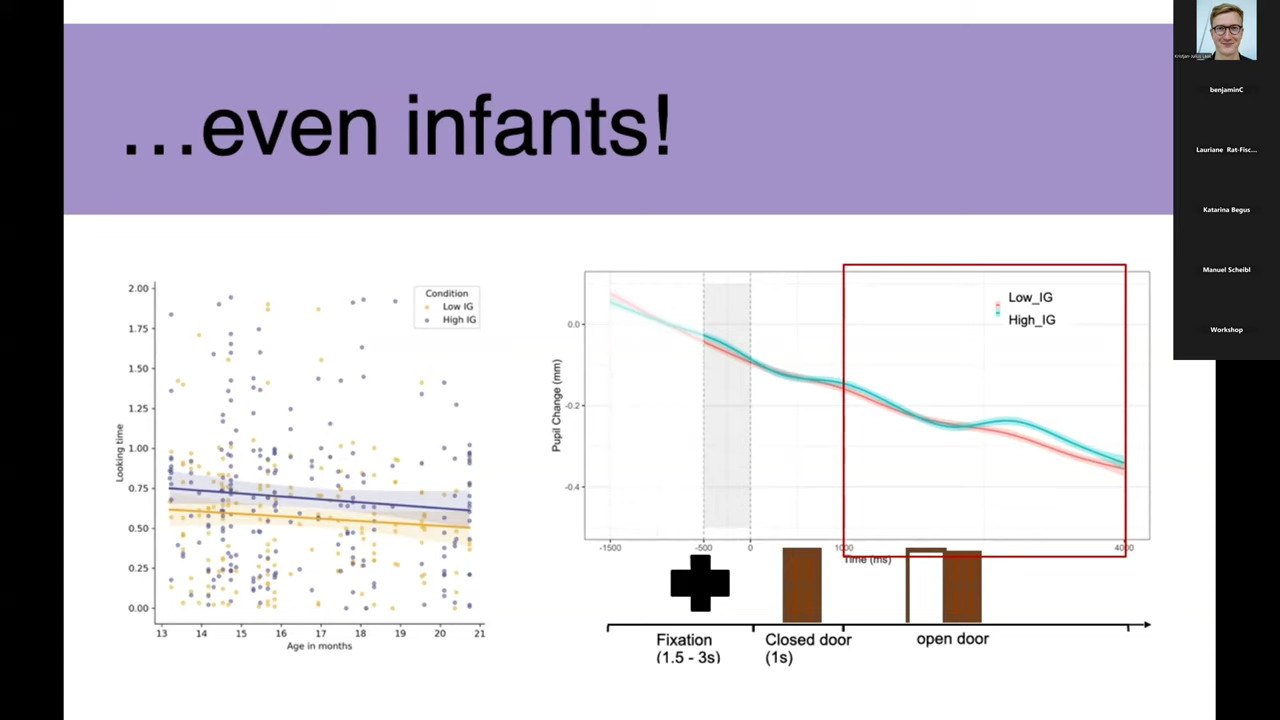 ...even infants!
2.00
1.75
1.50
1.25
1.00
0.75
0.50
0.25
0.00
Looking time
13 14 15 16 17 18 19 20 21
Age in months
Condition
Low IG
High IG
Pupil Change (mm)
0.0
-0.2
-0.4
Low_IG
High_IG
-1500 -500 0 1000 4000
Time (ms)
Fixation
(1.5 - 3s)
Closed door
(1s)
open door
benjaminC
Lauriane Rat-Fisc...
Katarina Begus
Manuel Scheibl
Workshop